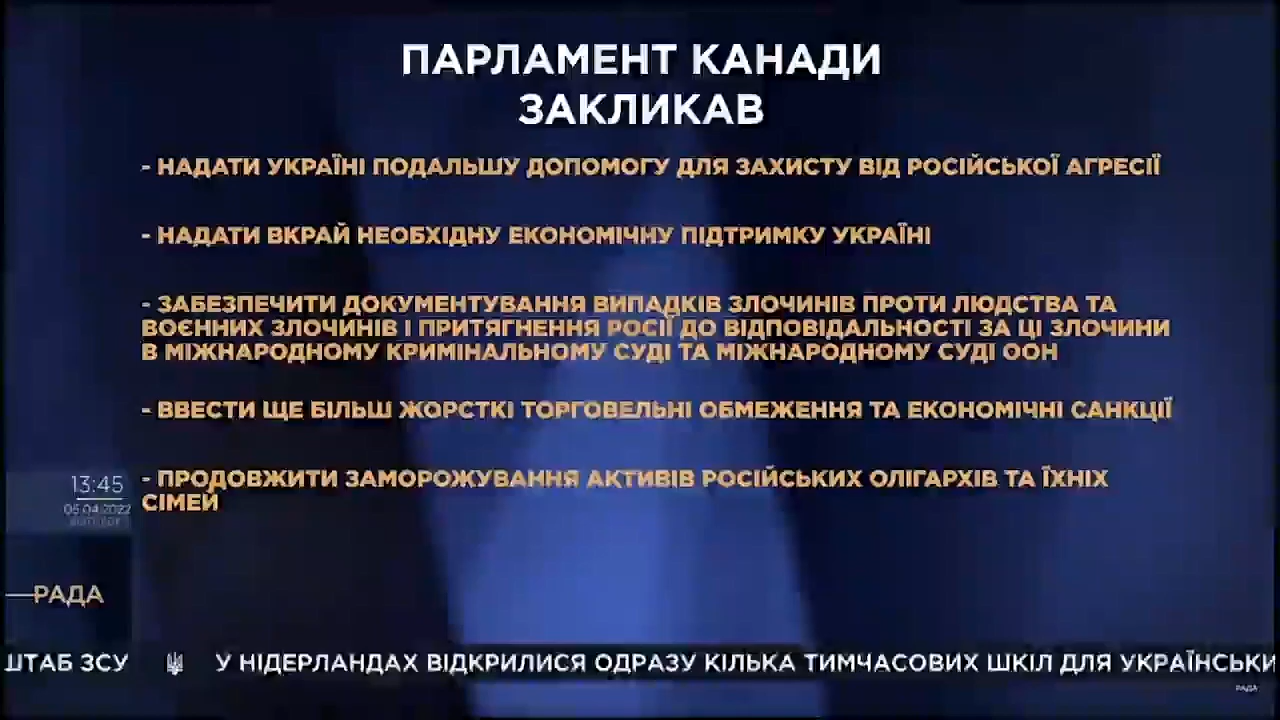 ПАРЛАМЕНТ КАНАДИ
ЗАКЛИКАВ
- НАДАТИ УКРАЇНІ ПОДАЛЬШУ ДОПОМОГУ ДЛЯ ЗАХИСТУ ВІД РОСІЙСЬКОЇ АГРЕСІЇ
- НАДАТИ ВКРАЙ НЕОБХІДНУ ЕКОНОМІЧНУ ПІДТРИМКУ УКРАЇНІ
- ЗАБЕЗПЕЧИТИ ДОКУМЕНТУВАННЯ ВИПАДКІВ ЗЛОЧИНІВ ПРОТИ ЛЮДСТВА ТА
ВОЄННИХ ЗЛОЧИНІВ І ПРИТЯГНЕННЯ РОСІЇ ДО ВІДПОВІДАЛЬНОСТІ ЗА ЦІ ЗЛОЧИНИ
В МІЖНАРОДНОМУ КРИМІНАЛЬНОМУ СУДІ ТА МІЖНАРОДНОМУ СУДІ ООН
- ВВЕСТИ ЩЕ БІЛЬШ ЖОРСТКІ ТОРГОВЕЛЬНІ ОБМЕЖЕННЯ ТА ЕКОНОМІЧНІ САНКЦІЇ
- ПРОДОВЖИТИ ЗАМОРОЖУВАННЯ АКТИВІВ РОСІЙСЬКИХ ОЛІГАРХІВ ТА ЇХНІХ
СІМЕЙ
13:45
05.04.2022
ВІВТОРОК
РАДА
ШТАБ ЗСУ У НІДЕРЛАНДАХ ВІДКРИЛИСЯ ОДРАЗУ КІЛЬКА ТИМЧАСОВИХ ШКІЛ ДЛЯ УКРАЇНСЬКИ
РАДА